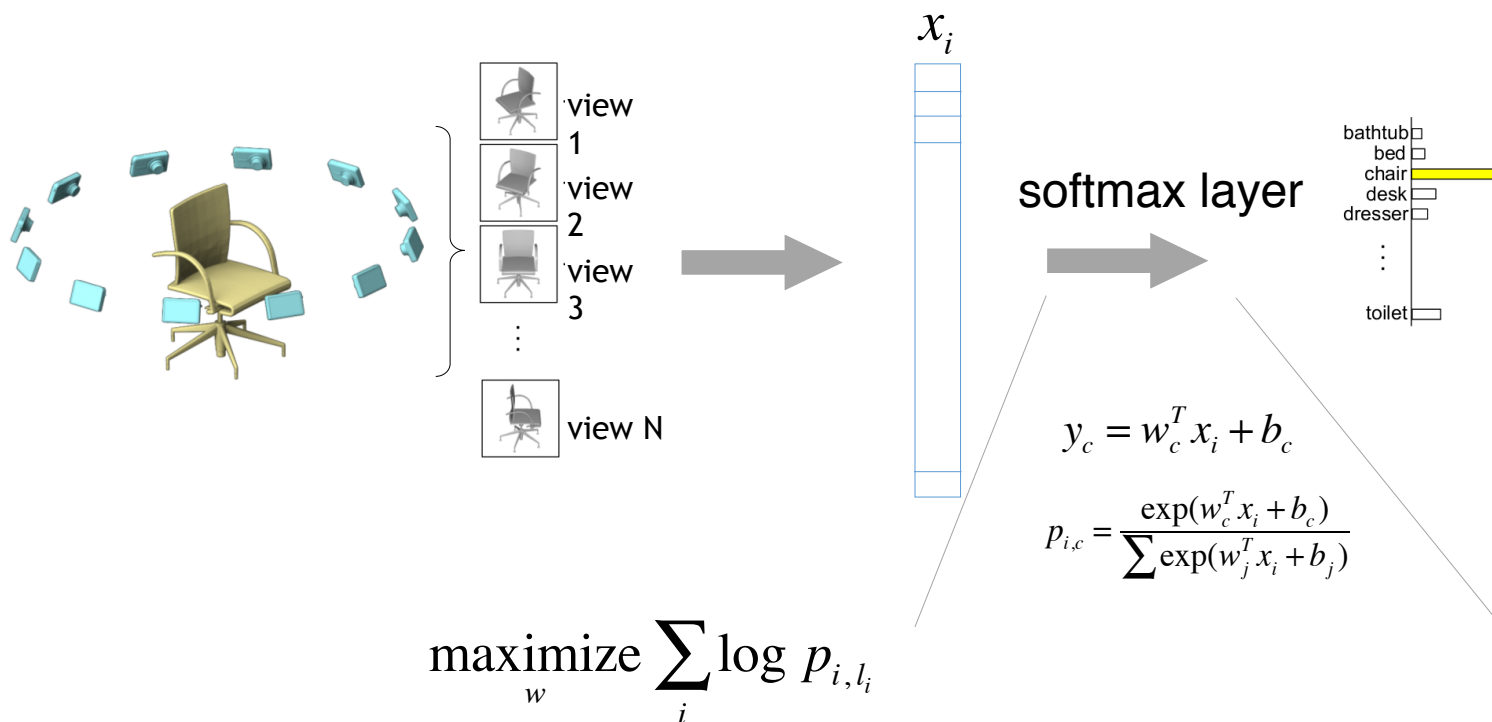 x_i
view
1
view
2
view
3
⋮
view N
softmax layer
bathtub
bed
chair
desk
dresser
⋮
toilet
y_c = w_c^T x_i + b_c
p_{i,c} = exp(w_c^T x_i + b_c) / ∑ exp(w_j^T x_i + b_j)
maximize_w ∑_i log p_{i,l_i}